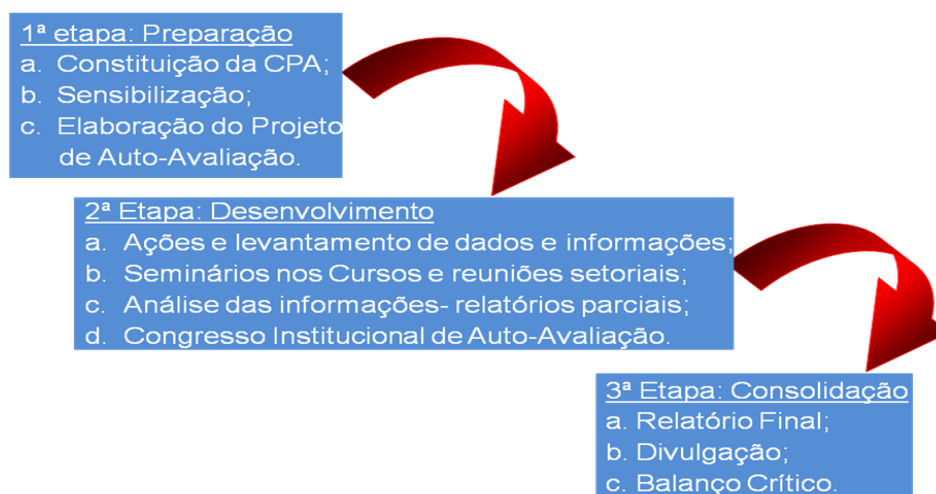 1ª etapa: Preparação
a. Constituição da CPA;
b. Sensibilização;
c. Elaboração do Projeto
de Auto-Avaliação.
2ª Etapa: Desenvolvimento
a. Ações e levantamento de dados e informações;
b. Seminários nos Cursos e reuniões setoriais;
c. Análise das informações- relatórios parciais;
d. Congresso Institucional de Auto-Avaliação.
3ª Etapa: Consolidação
a. Relatório Final;
b. Divulgação;
c. Balanço Crítico.